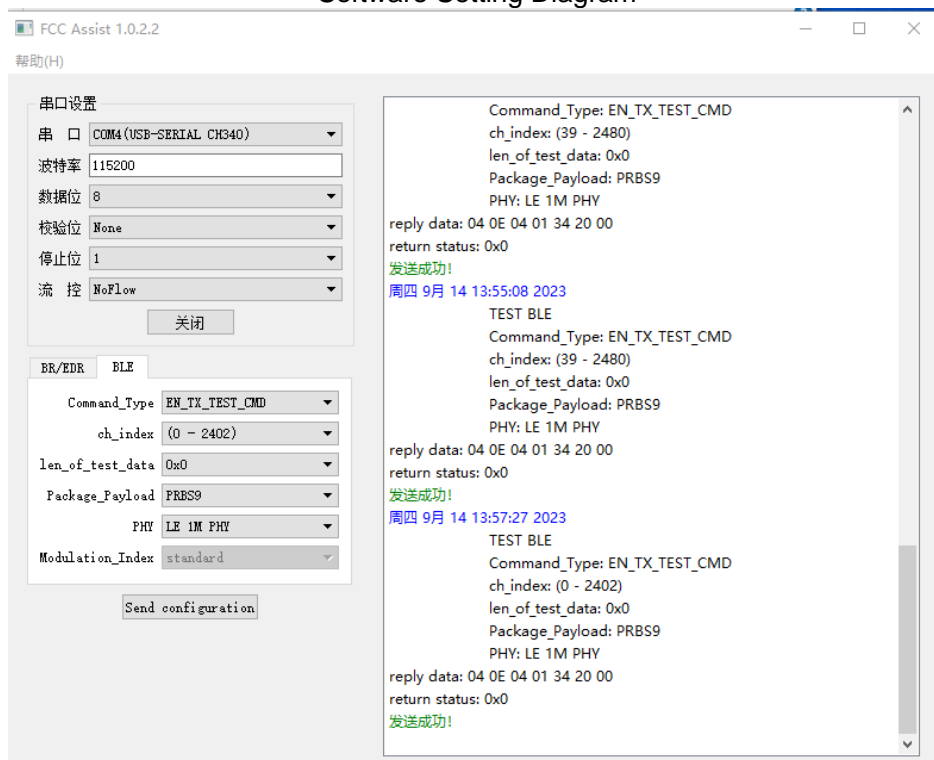 Software Setting Diagram
FCC Assist 1.0.2.2
帮助(H)
串口设置
串 口 COM4(USB-SERIAL CH340)
波特率 115200
数据位 8
校验位 None
停止位 1
流 控 NoFlow
关闭
BR/EDR BLE
Command_Type EN_TX_TEST_CMD
ch_index (0 - 2402)
len_of_test_data 0x0
Package_Payload PRBS9
PHY LE 1M PHY
Modulation_Index standard
Send configuration
Command_Type: EN_TX_TEST_CMD
ch_index: (39 - 2480)
len_of_test_data: 0x0
Package_Payload: PRBS9
PHY: LE 1M PHY
reply data: 04 0E 04 01 34 20 00
return status: 0x0
发送成功!
周四 9月 14 13:55:08 2023
TEST BLE
Command_Type: EN_TX_TEST_CMD
ch_index: (39 - 2480)
len_of_test_data: 0x0
Package_Payload: PRBS9
PHY: LE 1M PHY
reply data: 04 0E 04 01 34 20 00
return status: 0x0
发送成功!
周四 9月 14 13:57:27 2023
TEST BLE
Command_Type: EN_TX_TEST_CMD
ch_index: (0 - 2402)
len_of_test_data: 0x0
Package_Payload: PRBS9
PHY: LE 1M PHY
reply data: 04 0E 04 01 34 20 00
return status: 0x0
发送成功!